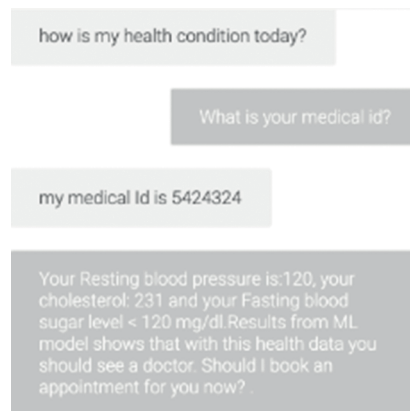 how is my health condition today?
What is your medical id?
my medical Id is 5424324
Your Resting blood pressure is:120, your
cholesterol: 231 and your Fasting blood
sugar level < 120 mg/dl.Results from ML
model shows that with this health data you
should see a doctor. Should I book an
appointment for you now? .